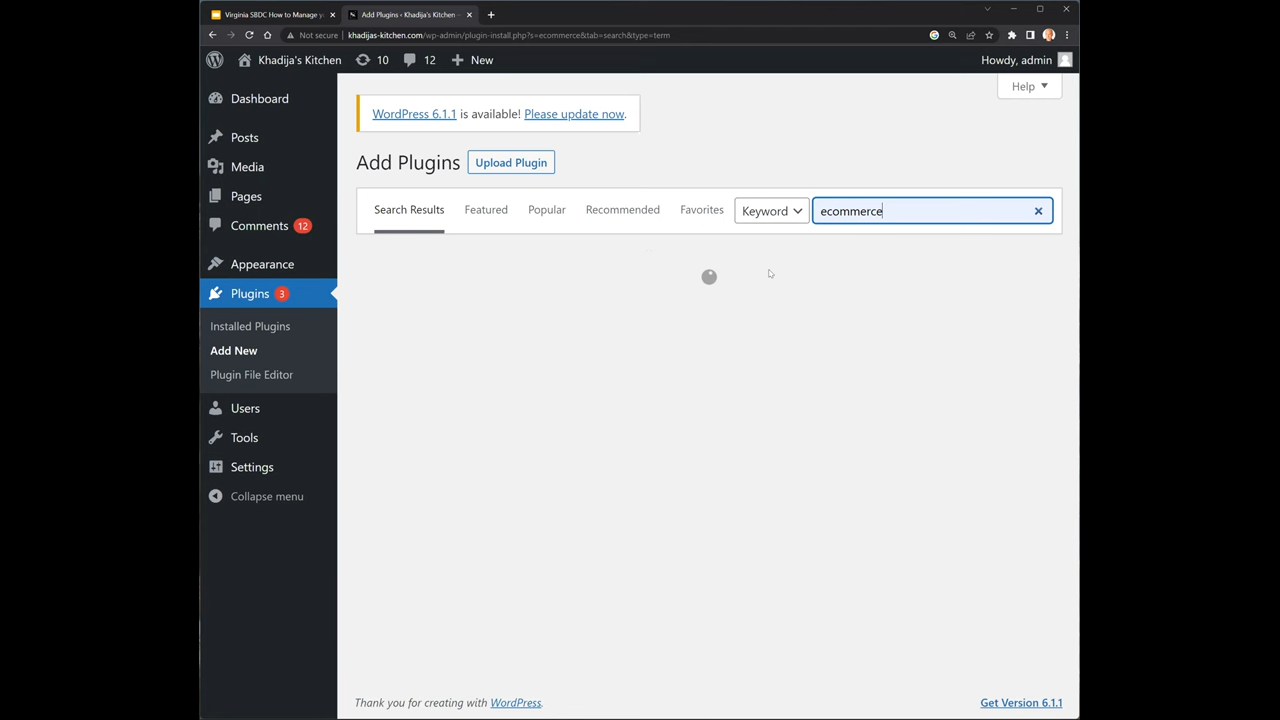 Virginia SBDC How to Manage y
Add Plugins ‹ Khadija's Kitchen –
Not secure
khadijas-kitchen.com/wp-admin/plugin-install.php?s=ecommerce&tab=search&type=term
Khadija's Kitchen
10
12
New
Howdy, admin
Help
Dashboard
Posts
Media
Pages
Comments 12
Appearance
Plugins 3
Installed Plugins
Add New
Plugin File Editor
Users
Tools
Settings
Collapse menu
WordPress 6.1.1 is available! Please update now.
Add Plugins Upload Plugin
Search Results Featured Popular Recommended Favorites Keyword ecommerce
Thank you for creating with WordPress.
Get Version 6.1.1